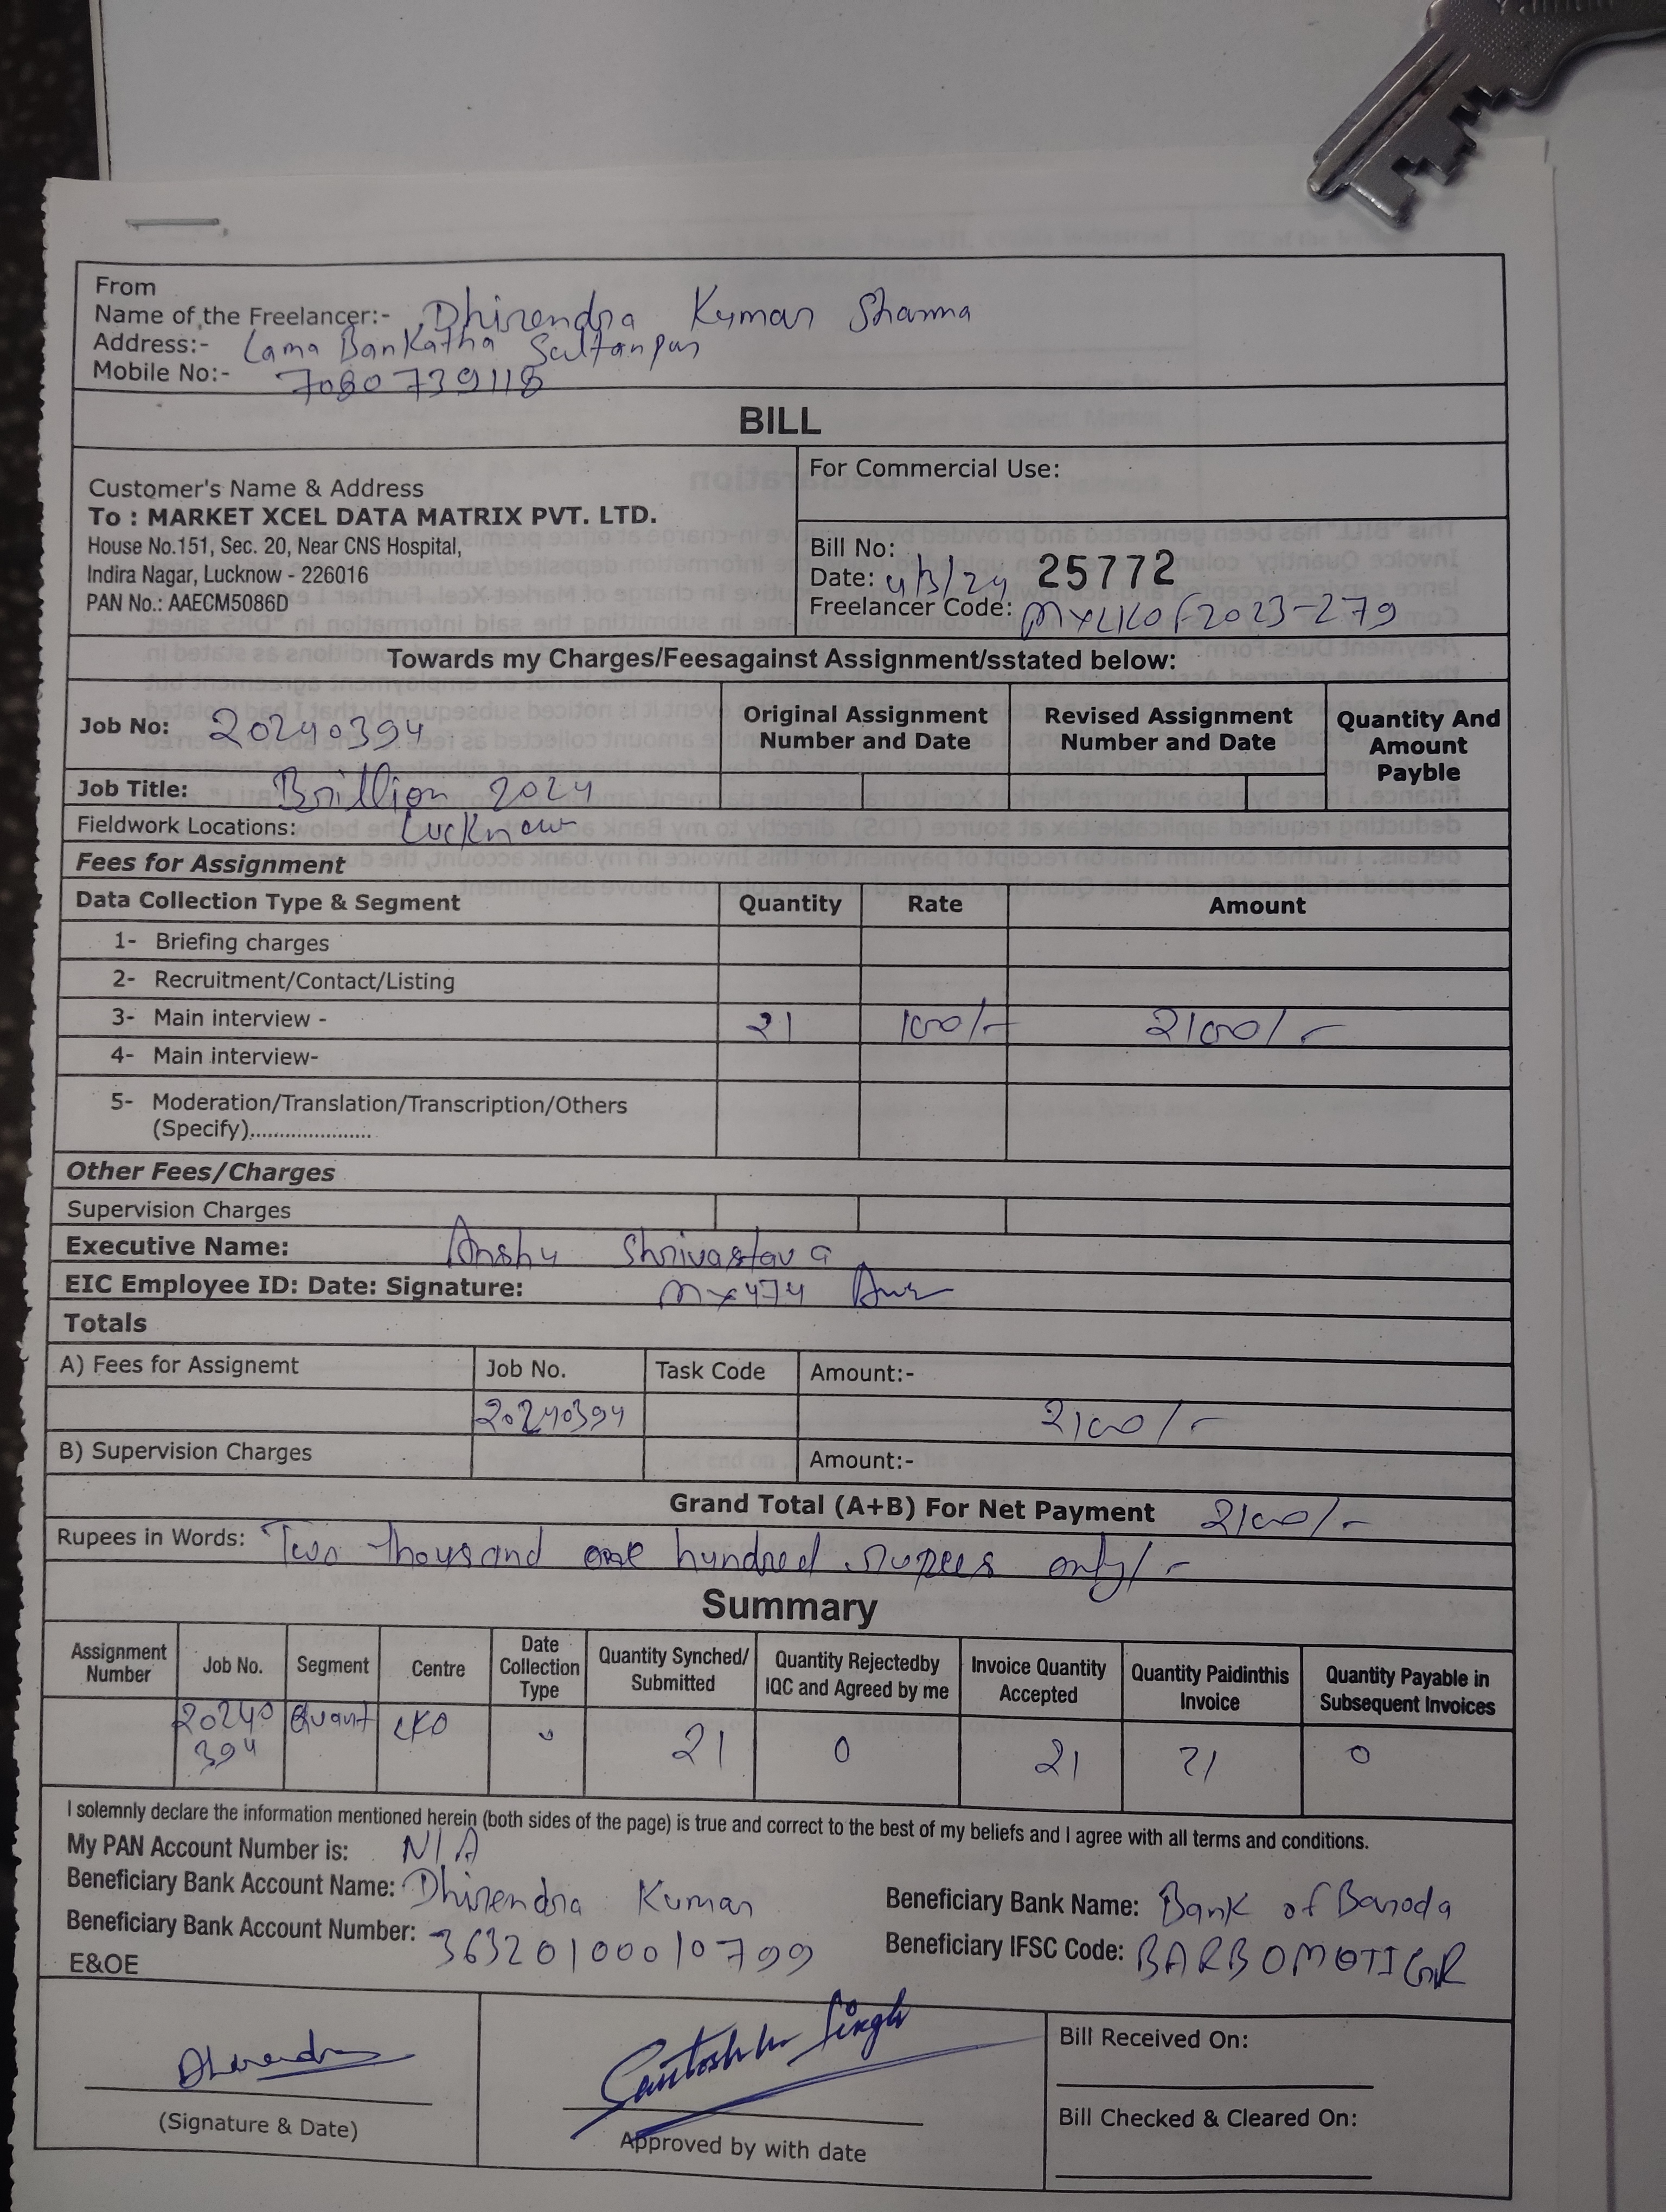 From
Name of the Freelancer:- Dhirendra Kumar Sharma
Address:- Lama Bankatha Sultanpur
Mobile No:- 7080739118
BILL
Customer's Name & Address
To : MARKET XCEL DATA MATRIX PVT. LTD.
House No.151, Sec. 20, Near CNS Hospital,
Indira Nagar, Lucknow - 226016
PAN No.: AAECM5086D
For Commercial Use:
Bill No: 25772
Date: 4/3/24
Freelancer Code: MXLKOF2023-279
Towards my Charges/Feesagainst Assignment/sstated below:
Job No: 20240394
Original Assignment Number and Date
Revised Assignment Number and Date
Quantity And Amount Payble
Job Title: Brillion 2024
Fieldwork Locations: Lucknow
Fees for Assignment
Data Collection Type & Segment Quantity Rate Amount
1- Briefing charges
2- Recruitment/Contact/Listing
3- Main interview - 21 100/- 2100/-
4- Main interview-
5- Moderation/Translation/Transcription/Others
(Specify).....................
Other Fees/Charges
Supervision Charges
Executive Name: Anshu Shrivastava
EIC Employee ID: Date: Signature: MX474
Totals
A) Fees for Assignemt Job No. Task Code Amount:-
20240394 2100/-
B) Supervision Charges Amount:-
Grand Total (A+B) For Net Payment 2100/-
Rupees in Words: Two thousand one hundred rupees only/-
Summary
Assignment Number Job No. Segment Centre Date Collection Type Quantity Synched/ Submitted Quantity Rejectedby IQC and Agreed by me Invoice Quantity Accepted Quantity Paidinthis Invoice Quantity Payable in Subsequent Invoices
20240394 Quant LKO 21 0 21 21 0
I solemnly declare the information mentioned herein (both sides of the page) is true and correct to the best of my beliefs and I agree with all terms and conditions.
My PAN Account Number is: N/A
Beneficiary Bank Account Name: Dhirendra Kumar
Beneficiary Bank Name: Bank of Baroda
Beneficiary Bank Account Number: 36320100010799
Beneficiary IFSC Code: BARB0MOTIGR
E&OE
Dhirendra
(Signature & Date)
Santosh Kr Singh
Approved by with date
Bill Received On:
Bill Checked & Cleared On: